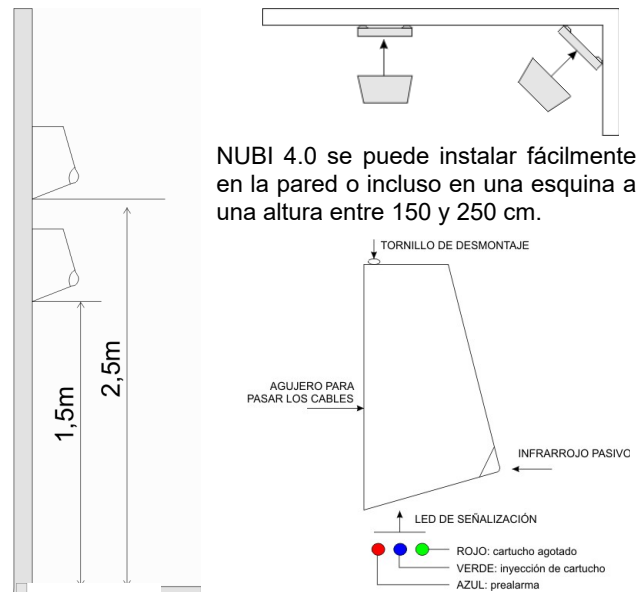 NUBI 4.0 se puede instalar fácilmente
en la pared o incluso en una esquina a
una altura entre 150 y 250 cm.
TORNILLO DE DESMONTAJE
AGUJERO PARA
PASAR LOS CABLES
INFRARROJO PASIVO
LED DE SEÑALIZACIÓN
ROJO: cartucho agotado
VERDE: inyección de cartucho
AZUL: prealarma
1,5m
2,5m